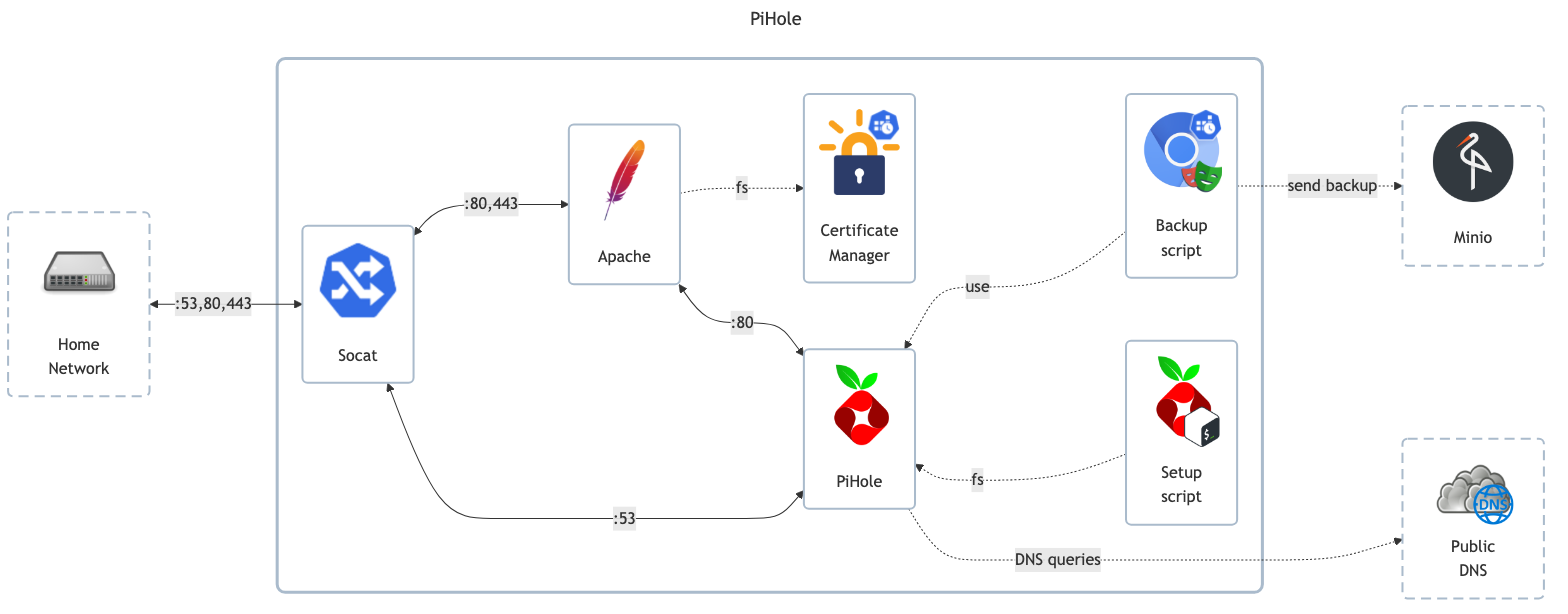 PiHole
Home
Network
:53,80,443
Socat
:80,443
Apache
fs
Certificate
Manager
:80
:53
PiHole
use
fs
Backup
script
$_
Setup
script
send backup
Minio
DNS queries
DNS
Public
DNS